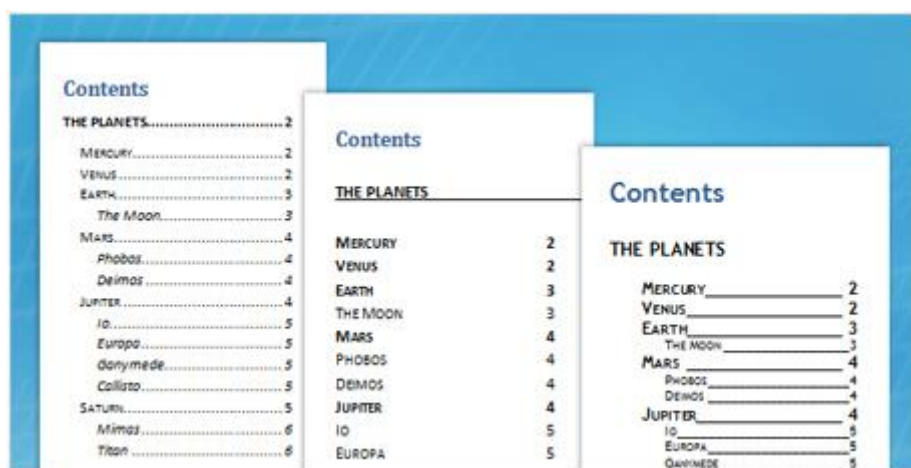 Contents
THE PLANETS 2
MERCURY 2
VENUS 2
EARTH 3
The Moon 3
MARS 4
Phobos 4
Deimos 4
JUPITER 4
Io 5
Europa 5
Ganymede 5
Callisto 5
SATURN 5
Mimas 6
Titan 6
Contents
THE PLANETS
MERCURY 2
VENUS 2
EARTH 3
THE MOON 3
MARS 4
PHOBOS 4
DEIMOS 4
JUPITER 4
IO 5
EUROPA 5
Contents
THE PLANETS
MERCURY 2
VENUS 2
EARTH 3
THE MOON 3
MARS 4
PHOBOS 4
DEIMOS 4
JUPITER 4
IO 5
EUROPA 5
GANYMEDE 5